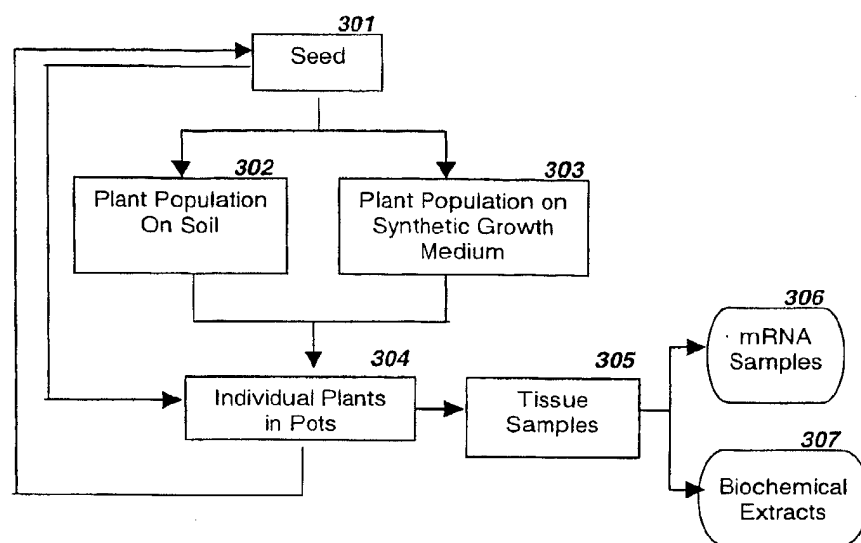 301
Seed
302
Plant Population
On Soil
303
Plant Population on
Synthetic Growth
Medium
304
Individual Plants
in Pots
305
Tissue
Samples
306
mRNA
Samples
307
Biochemical
Extracts